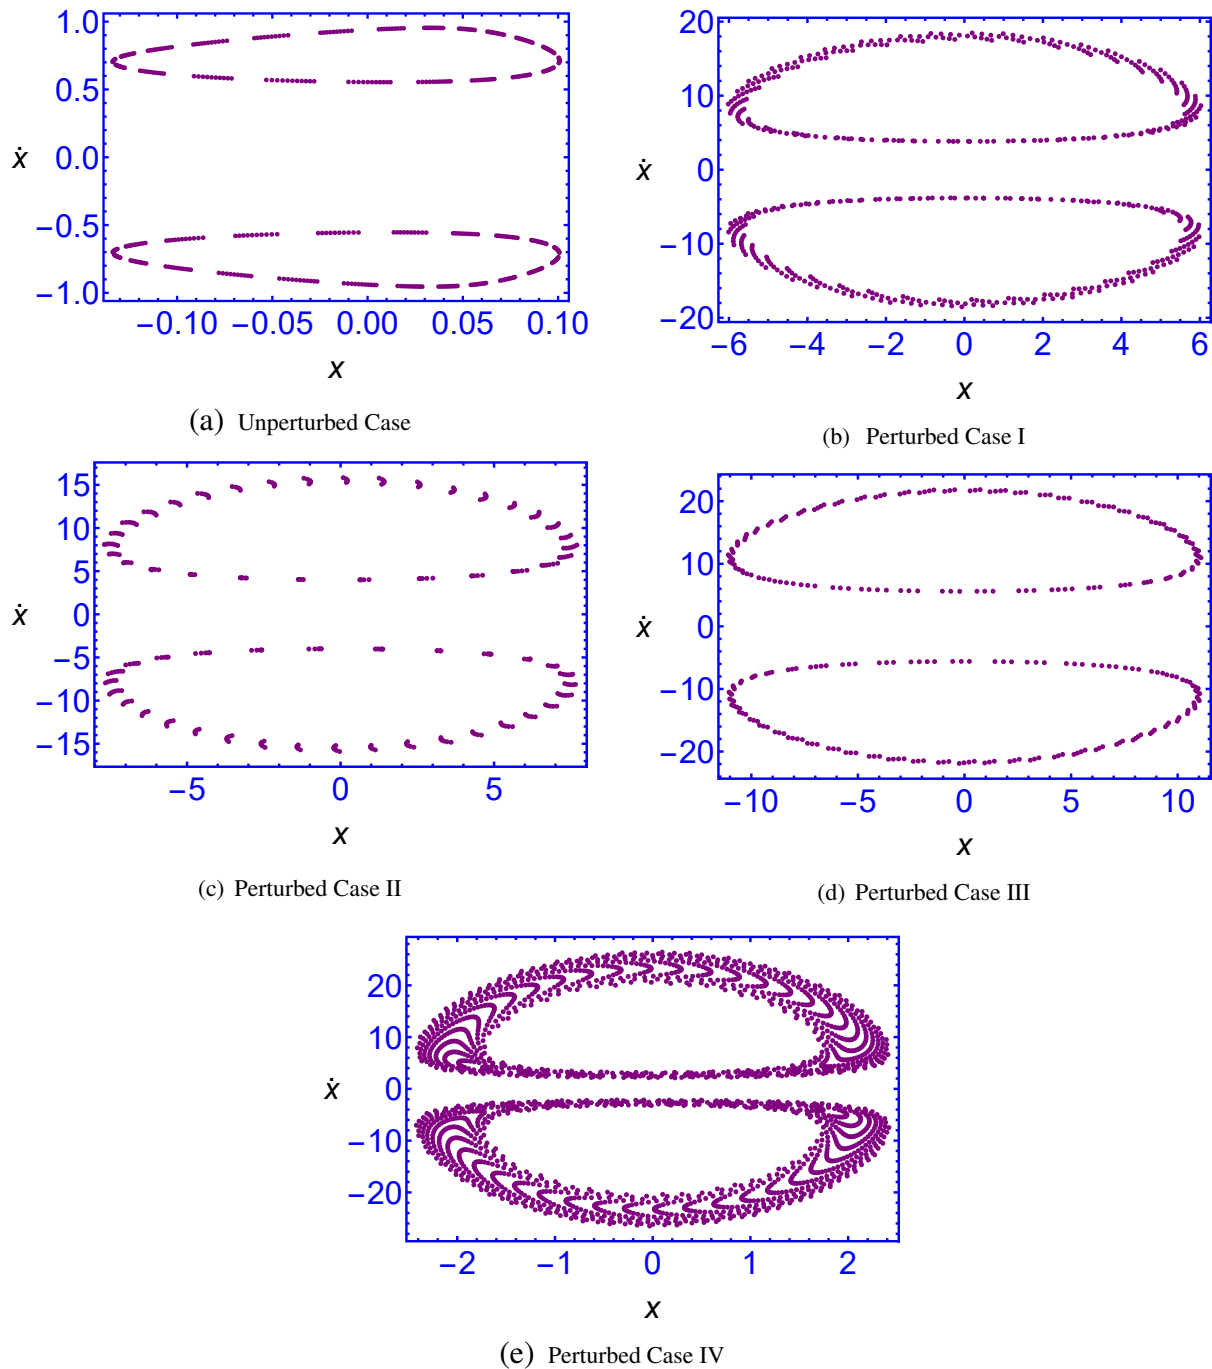 1.0
0.5
ẋ 0.0
−0.5
−1.0
−0.10 −0.05 0.00 0.05 0.10
x
(a) Unperturbed Case
20
10
ẋ 0
−10
−20
−6 −4 −2 0 2 4 6
x
(b) Perturbed Case I
15
10
5
ẋ 0
−5
−10
−15
−5 0 5
x
(c) Perturbed Case II
20
10
ẋ 0
−10
−20
−10 −5 0 5 10
x
(d) Perturbed Case III
20
10
ẋ 0
−10
−20
−2 −1 0 1 2
x
(e) Perturbed Case IV